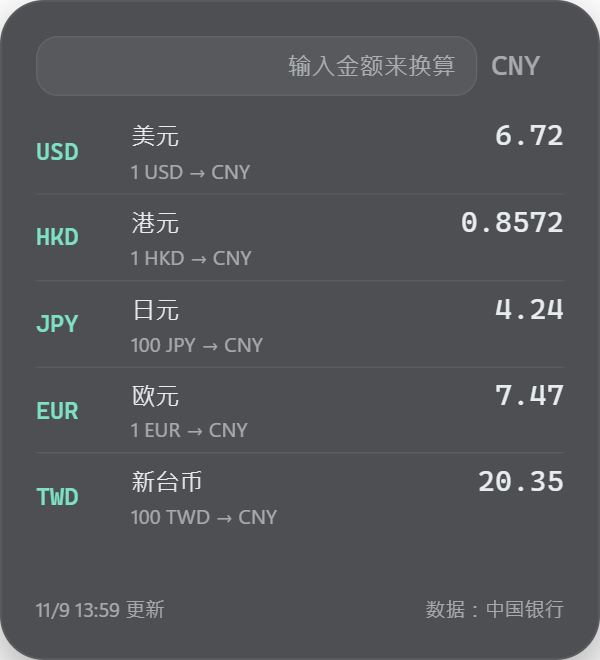 输入金额来换算 CNY
USD 美元 6.72
1 USD → CNY
HKD 港元 0.8572
1 HKD → CNY
JPY 日元 4.24
100 JPY → CNY
EUR 欧元 7.47
1 EUR → CNY
TWD 新台币 20.35
100 TWD → CNY
11/9 13:59 更新 数据：中国银行